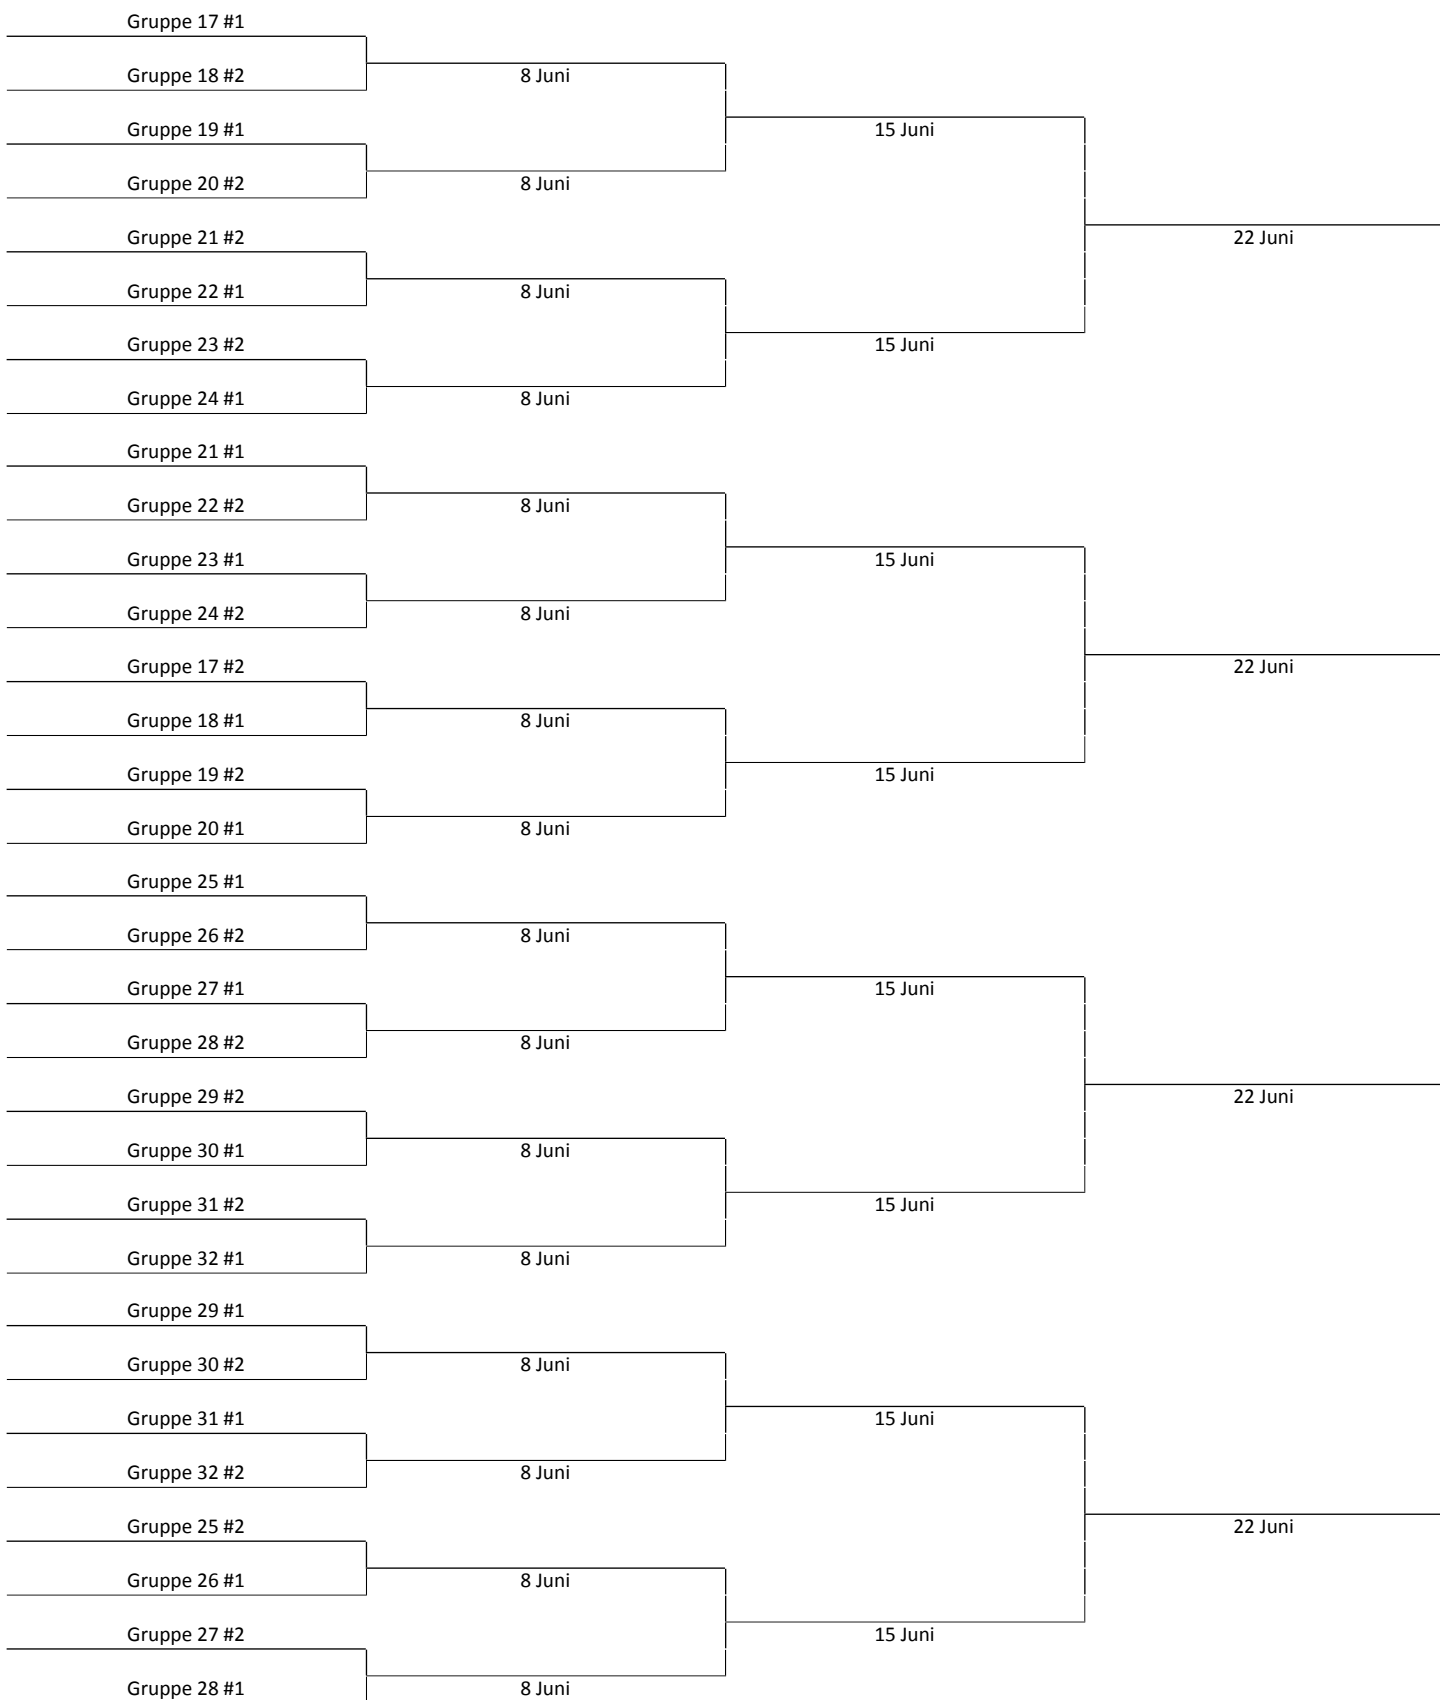 Gruppe 17 #1
Gruppe 18 #2
8 Juni
Gruppe 19 #1
15 Juni
Gruppe 20 #2
8 Juni
Gruppe 21 #2
22 Juni
Gruppe 22 #1
8 Juni
Gruppe 23 #2
15 Juni
Gruppe 24 #1
8 Juni
Gruppe 21 #1
Gruppe 22 #2
8 Juni
Gruppe 23 #1
15 Juni
Gruppe 24 #2
8 Juni
Gruppe 17 #2
22 Juni
Gruppe 18 #1
8 Juni
Gruppe 19 #2
15 Juni
Gruppe 20 #1
8 Juni
Gruppe 25 #1
Gruppe 26 #2
8 Juni
Gruppe 27 #1
15 Juni
Gruppe 28 #2
8 Juni
Gruppe 29 #2
22 Juni
Gruppe 30 #1
8 Juni
Gruppe 31 #2
15 Juni
Gruppe 32 #1
8 Juni
Gruppe 29 #1
Gruppe 30 #2
8 Juni
Gruppe 31 #1
15 Juni
Gruppe 32 #2
8 Juni
Gruppe 25 #2
22 Juni
Gruppe 26 #1
8 Juni
Gruppe 27 #2
15 Juni
Gruppe 28 #1
8 Juni